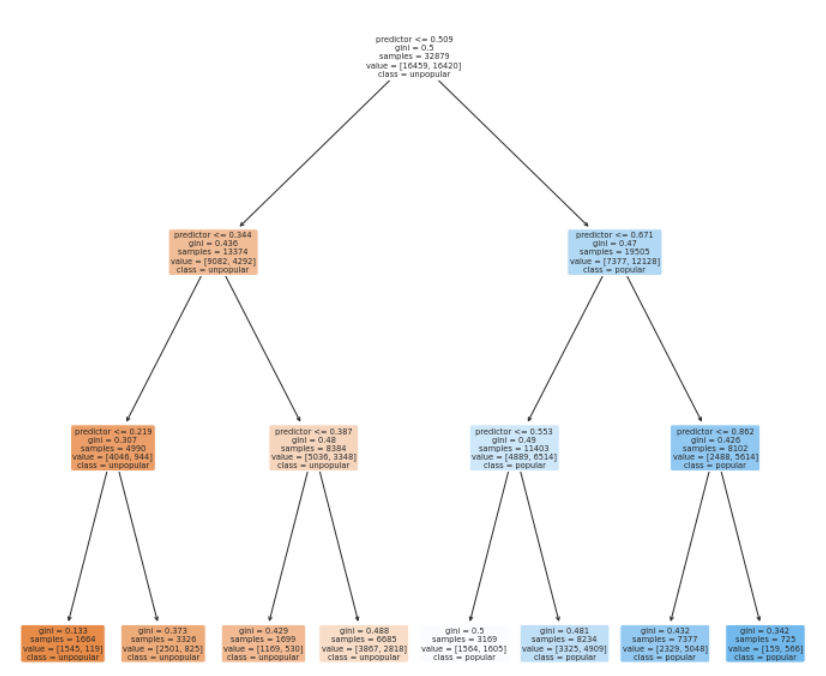 predictor <= 0.509
gini = 0.5
samples = 32879
value = [16459, 16420]
class = unpopular
predictor <= 0.344
gini = 0.436
samples = 13374
value = [9082, 4292]
class = unpopular
predictor <= 0.671
gini = 0.47
samples = 19505
value = [7377, 12128]
class = popular
predictor <= 0.219
gini = 0.307
samples = 4990
value = [4046, 944]
class = unpopular
predictor <= 0.387
gini = 0.48
samples = 8384
value = [5036, 3348]
class = unpopular
predictor <= 0.553
gini = 0.49
samples = 11403
value = [4889, 6514]
class = popular
predictor <= 0.862
gini = 0.426
samples = 8102
value = [2488, 5614]
class = popular
gini = 0.133
samples = 1664
value = [1545, 119]
class = unpopular
gini = 0.373
samples = 3326
value = [2501, 825]
class = unpopular
gini = 0.429
samples = 1699
value = [1169, 530]
class = unpopular
gini = 0.488
samples = 6685
value = [3867, 2818]
class = unpopular
gini = 0.5
samples = 3169
value = [1564, 1605]
class = popular
gini = 0.481
samples = 8234
value = [3325, 4909]
class = popular
gini = 0.432
samples = 7377
value = [2329, 5048]
class = popular
gini = 0.342
samples = 725
value = [159, 566]
class = popular